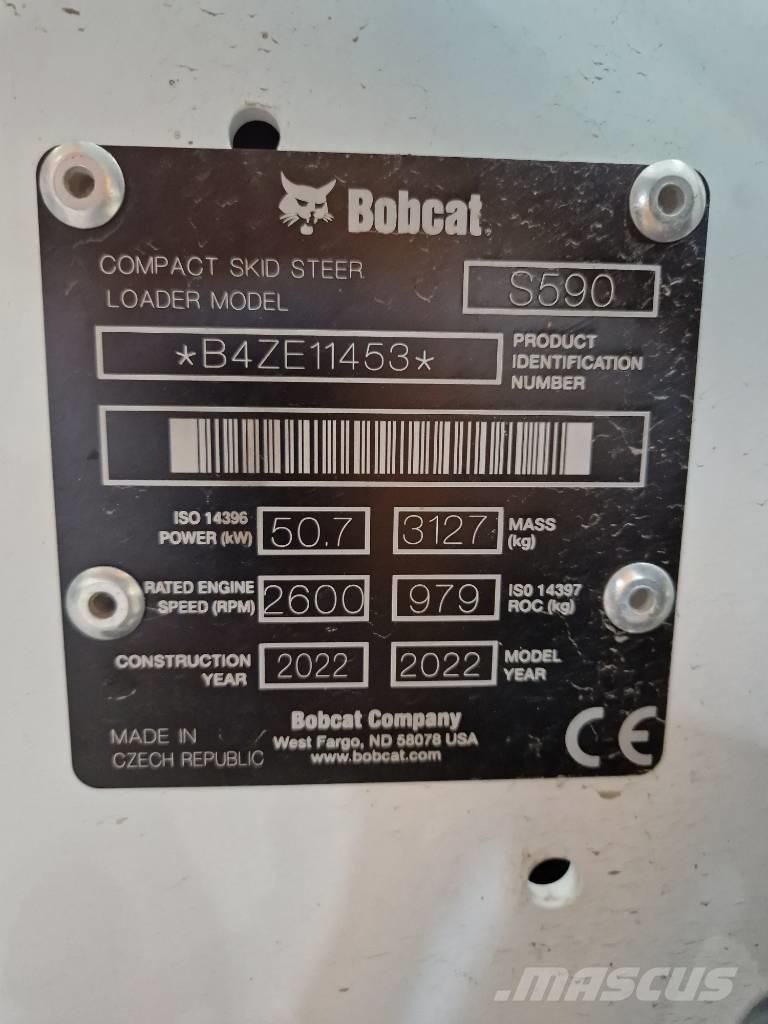 Bobcat
COMPACT SKID STEER
LOADER MODEL
S590
*B4ZE11453*
PRODUCT
IDENTIFICATION
NUMBER
ISO 14396
POWER (kW)
50.7
3127
MASS
(kg)
RATED ENGINE
SPEED (RPM)
2600
979
ISO 14397
ROC (kg)
CONSTRUCTION
YEAR
2022
2022
MODEL
YEAR
MADE IN
CZECH REPUBLIC
Bobcat Company
West Fargo, ND 58078 USA
www.bobcat.com
CE
MASCUS